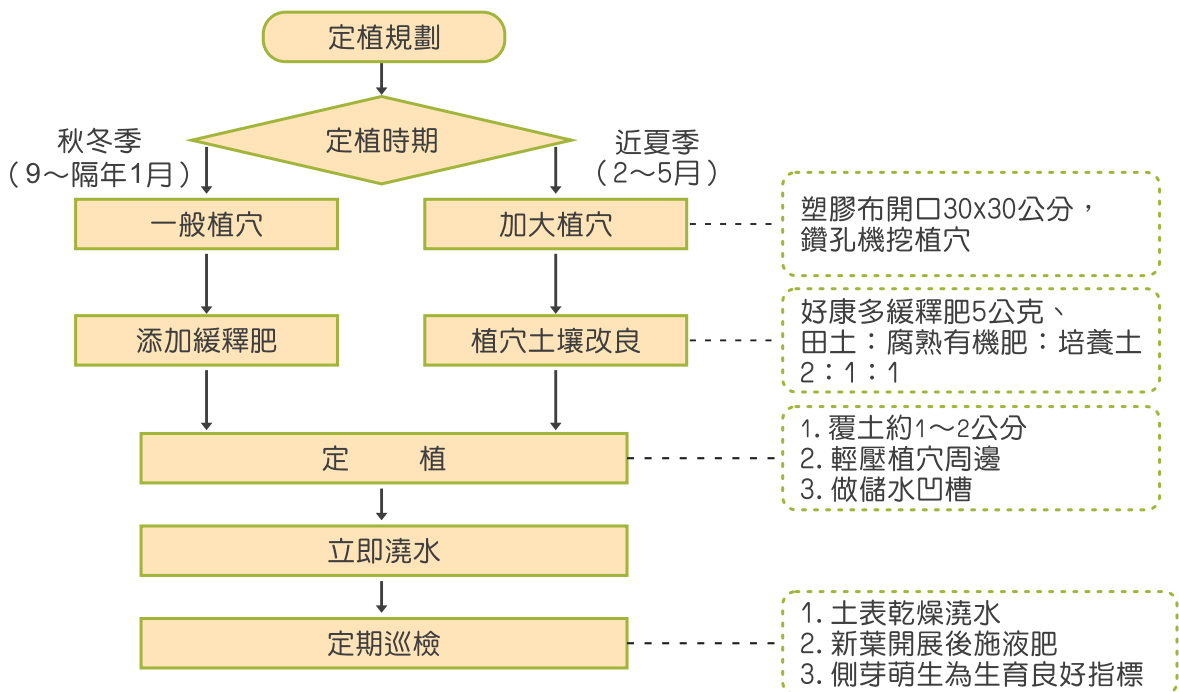 定植規劃
定植時期
秋冬季
（9～隔年1月）
近夏季
（2～5月）
一般植穴
加大植穴
塑膠布開口30x30公分，
鑽孔機挖植穴
添加緩釋肥
植穴土壤改良
好康多緩釋肥5公克、
田土：腐熟有機肥：培養土
2：1：1
定 植
1. 覆土約1～2公分
2. 輕壓植穴周邊
3. 做儲水凹槽
立即澆水
定期巡檢
1. 土表乾燥澆水
2. 新葉開展後施液肥
3. 側芽萌生為生育良好指標